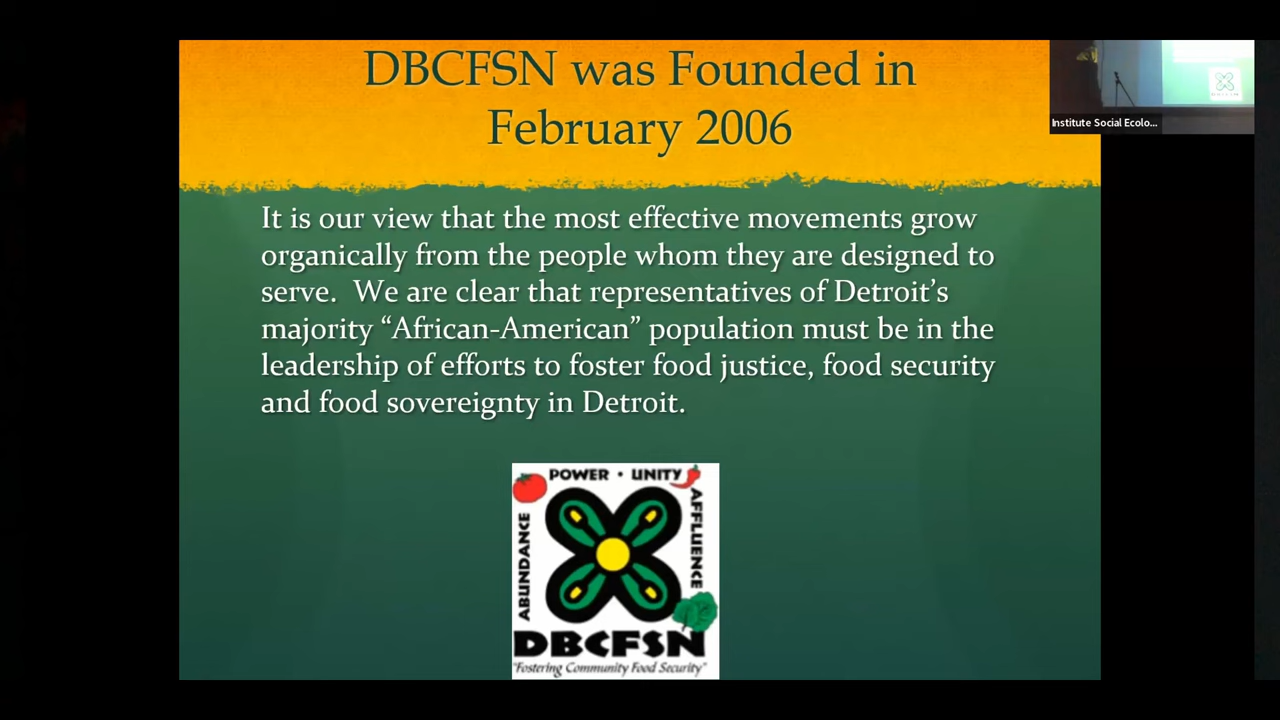 DBCFSN was Founded in
February 2006
Institute Social Ecolo...
It is our view that the most effective movements grow
organically from the people whom they are designed to
serve.  We are clear that representatives of Detroit’s
majority “African-American” population must be in the
leadership of efforts to foster food justice, food security
and food sovereignty in Detroit.
POWER · UNITY
ABUNDANCE
AFFLUENCE
DBCFSN
"Fostering Community Food Security"